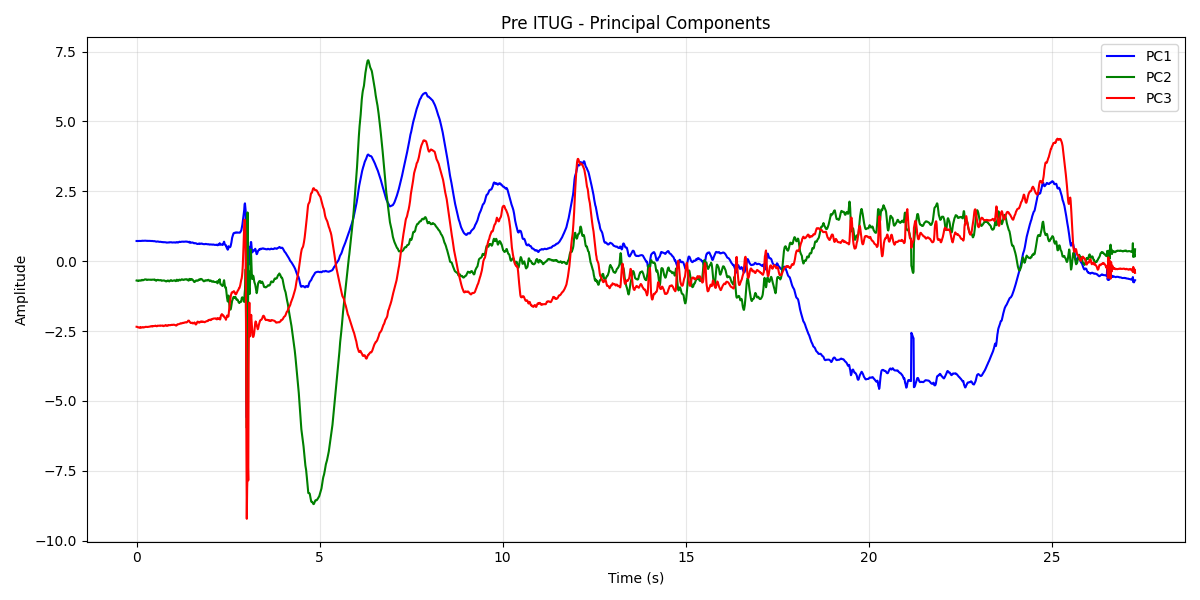 Pre ITUG - Principal Components
PC1
PC2
PC3
Amplitude
7.5
5.0
2.5
0.0
−2.5
−5.0
−7.5
−10.0
0 5 10 15 20 25
Time (s)